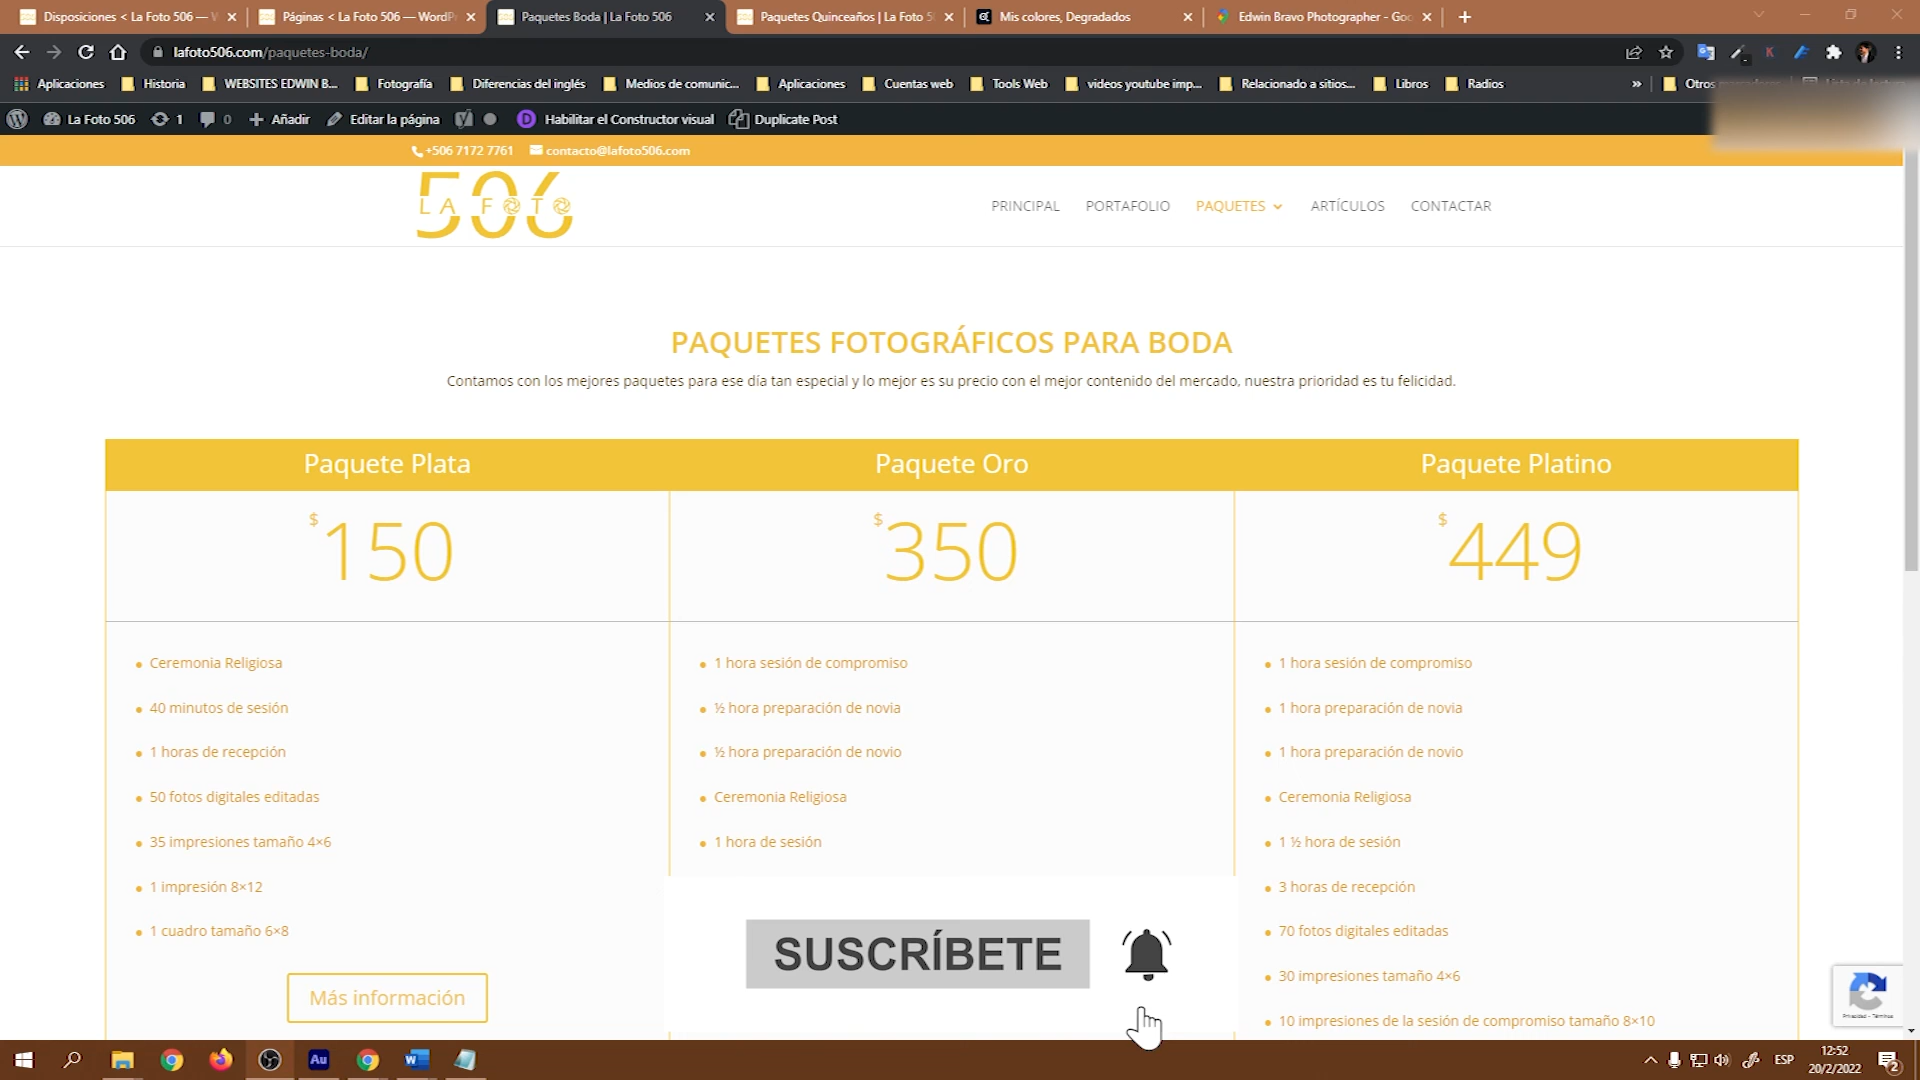 Disposiciones < La Foto 506 —
Páginas < La Foto 506 — WordPr
Paquetes Boda | La Foto 506
Paquetes Quinceaños | La Foto 5
Mis colores, Degradados
Edwin Bravo Photographer - Goo
lafoto506.com/paquetes-boda/
Aplicaciones
Historia
WEBSITES EDWIN B...
Fotografía
Diferencias del inglés
Medios de comunic...
Aplicaciones
Cuentas web
Tools Web
videos youtube imp...
Relacionado a sitios...
Libros
Radios
»
Otros
La Foto 506
1
0
Añadir
Editar la página
Habilitar el Constructor visual
Duplicate Post
+506 7172 7761
contacto@lafoto506.com
506
LA FOTO
PRINCIPAL
PORTAFOLIO
PAQUETES
ARTÍCULOS
CONTACTAR
PAQUETES FOTOGRÁFICOS PARA BODA
Contamos con los mejores paquetes para ese día tan especial y lo mejor es su precio con el mejor contenido del mercado, nuestra prioridad es tu felicidad.
Paquete Plata
$150
• Ceremonia Religiosa
• 40 minutos de sesión
• 1 horas de recepción
• 50 fotos digitales editadas
• 35 impresiones tamaño 4×6
• 1 impresión 8×12
• 1 cuadro tamaño 6×8
Más información
Paquete Oro
$350
• 1 hora sesión de compromiso
• ½ hora preparación de novia
• ½ hora preparación de novio
• Ceremonia Religiosa
• 1 hora de sesión
SUSCRÍBETE
Paquete Platino
$449
• 1 hora sesión de compromiso
• 1 hora preparación de novia
• 1 hora preparación de novio
• Ceremonia Religiosa
• 1 ½ hora de sesión
• 3 horas de recepción
• 70 fotos digitales editadas
• 30 impresiones tamaño 4×6
• 10 impresiones de la sesión de compromiso tamaño 8×10
Privacidad - Términos
Au
ESP
12:52
20/2/2022
2